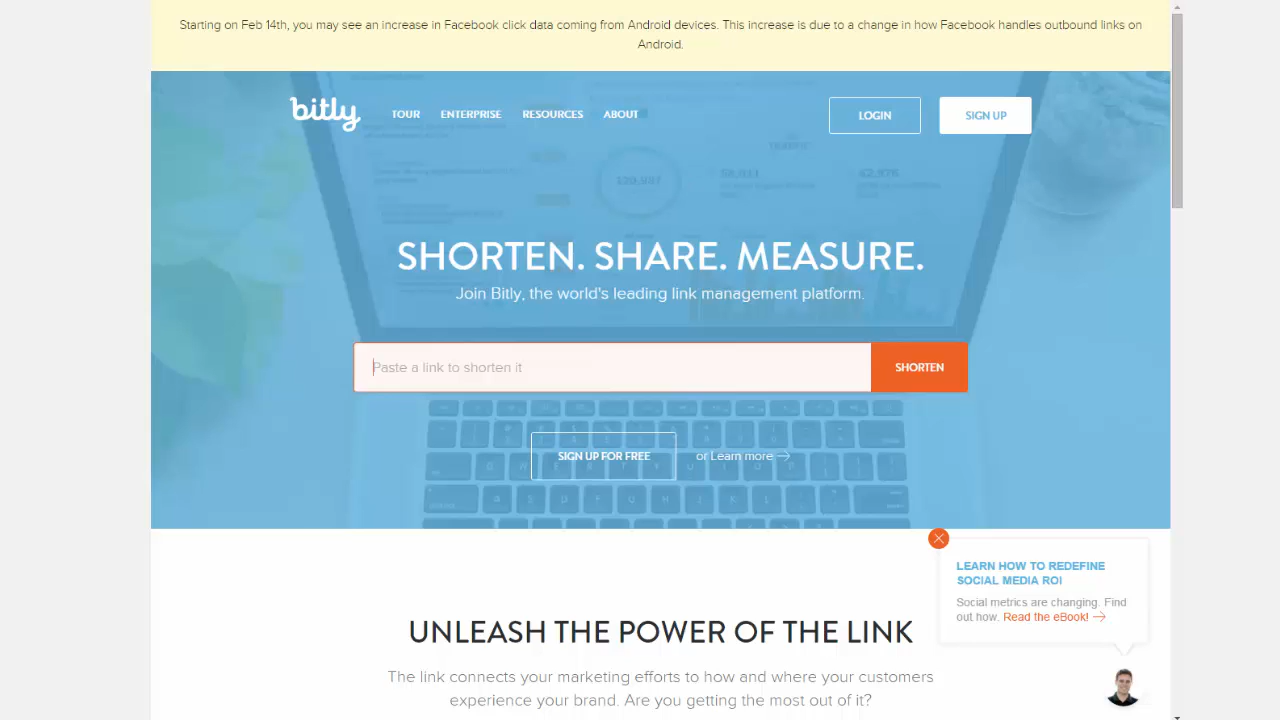 Starting on Feb 14th, you may see an increase in Facebook click data coming from Android devices. This increase is due to a change in how Facebook handles outbound links on
Android.
bitly
TOUR ENTERPRISE RESOURCES ABOUT
LOGIN SIGN UP
SHORTEN. SHARE. MEASURE.
Join Bitly, the world's leading link management platform.
Paste a link to shorten it
SHORTEN
SIGN UP FOR FREE
or Learn more →
LEARN HOW TO REDEFINE
SOCIAL MEDIA ROI
Social metrics are changing. Find
out how. Read the eBook! →
UNLEASH THE POWER OF THE LINK
The link connects your marketing efforts to how and where your customers
experience your brand. Are you getting the most out of it?